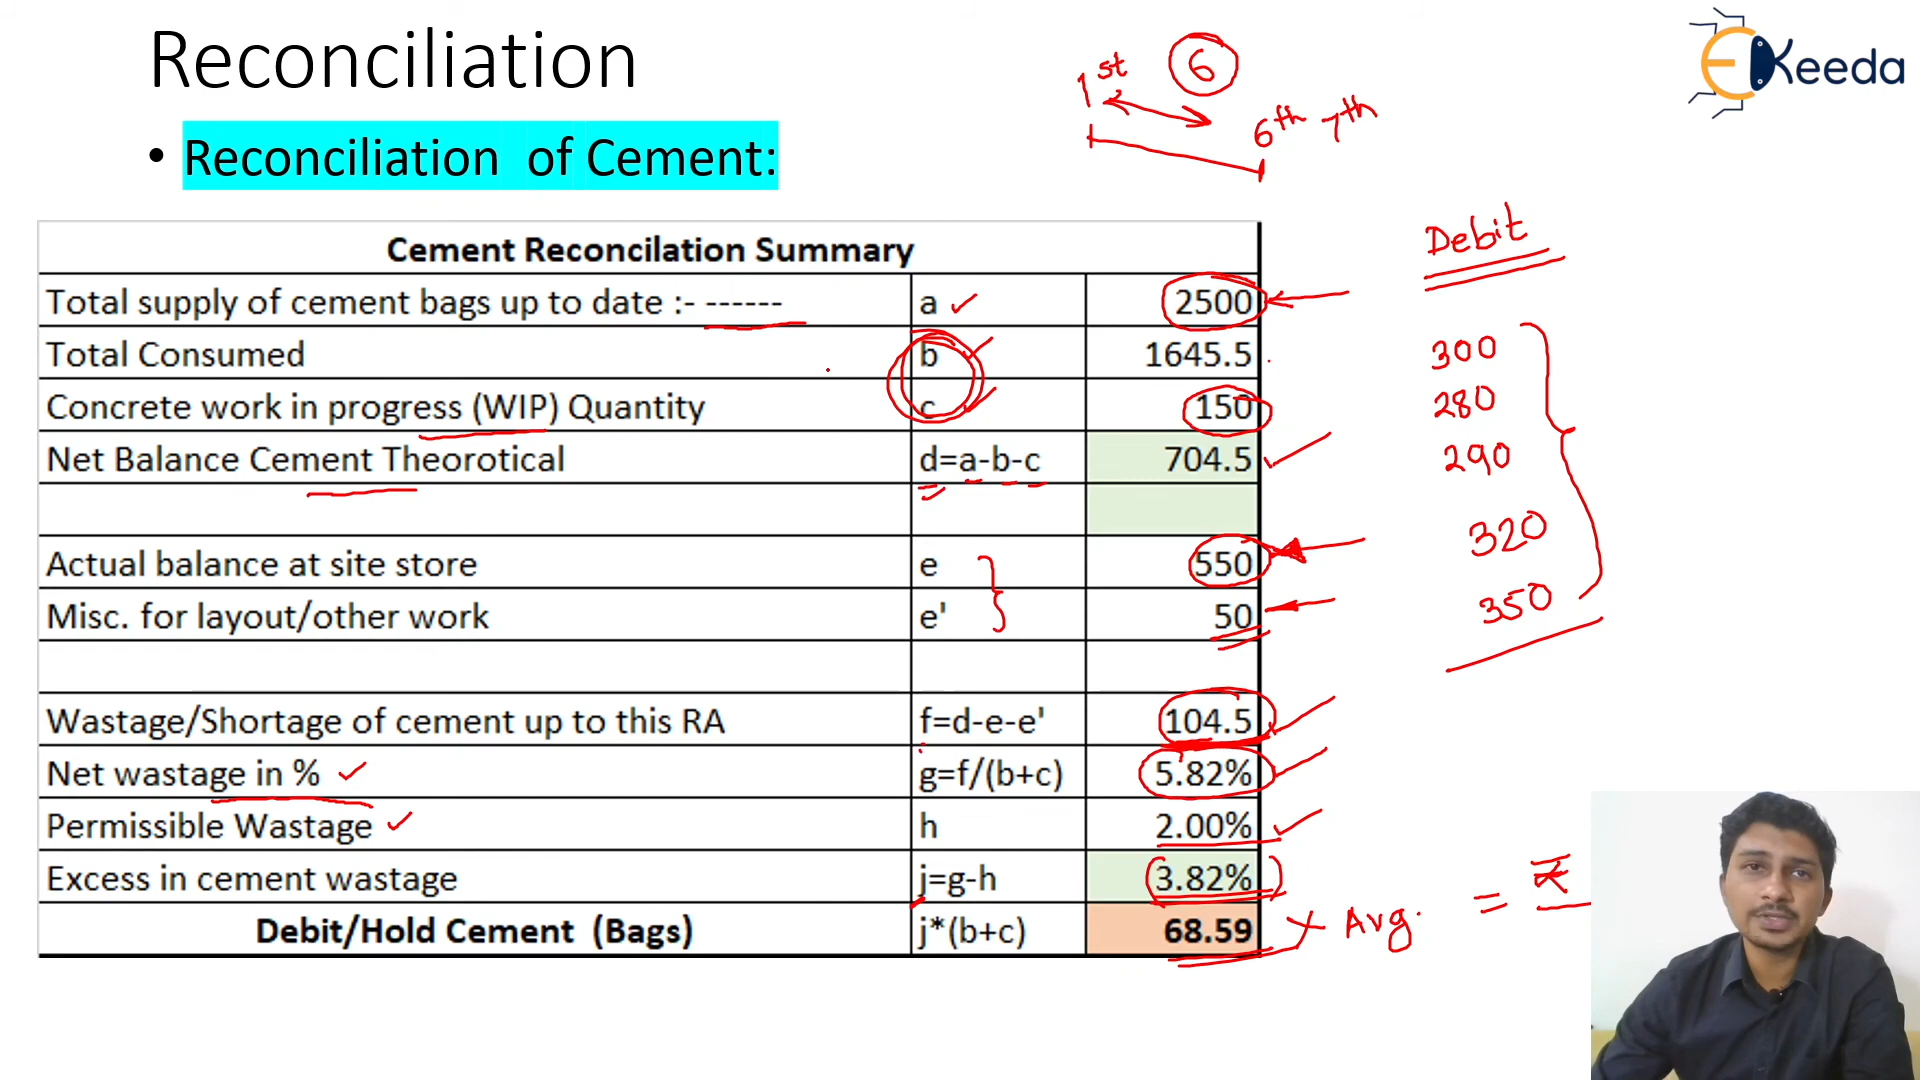 Reconciliation
1st 6
6th 7th
EKeeda
• Reconciliation of Cement:
Cement Reconcilation Summary
Total supply of cement bags up to date :- ------ a 2500
Total Consumed b 1645.5
Concrete work in progress (WIP) Quantity c 150
Net Balance Cement Theorotical d=a-b-c 704.5
Actual balance at site store e 550
Misc. for layout/other work e' 50
Wastage/Shortage of cement up to this RA f=d-e-e' 104.5
Net wastage in % g=f/(b+c) 5.82%
Permissible Wastage h 2.00%
Excess in cement wastage j=g-h 3.82%
Debit/Hold Cement (Bags) j*(b+c) 68.59
x Avg. = ₹
Debit
300
280
290
320
350